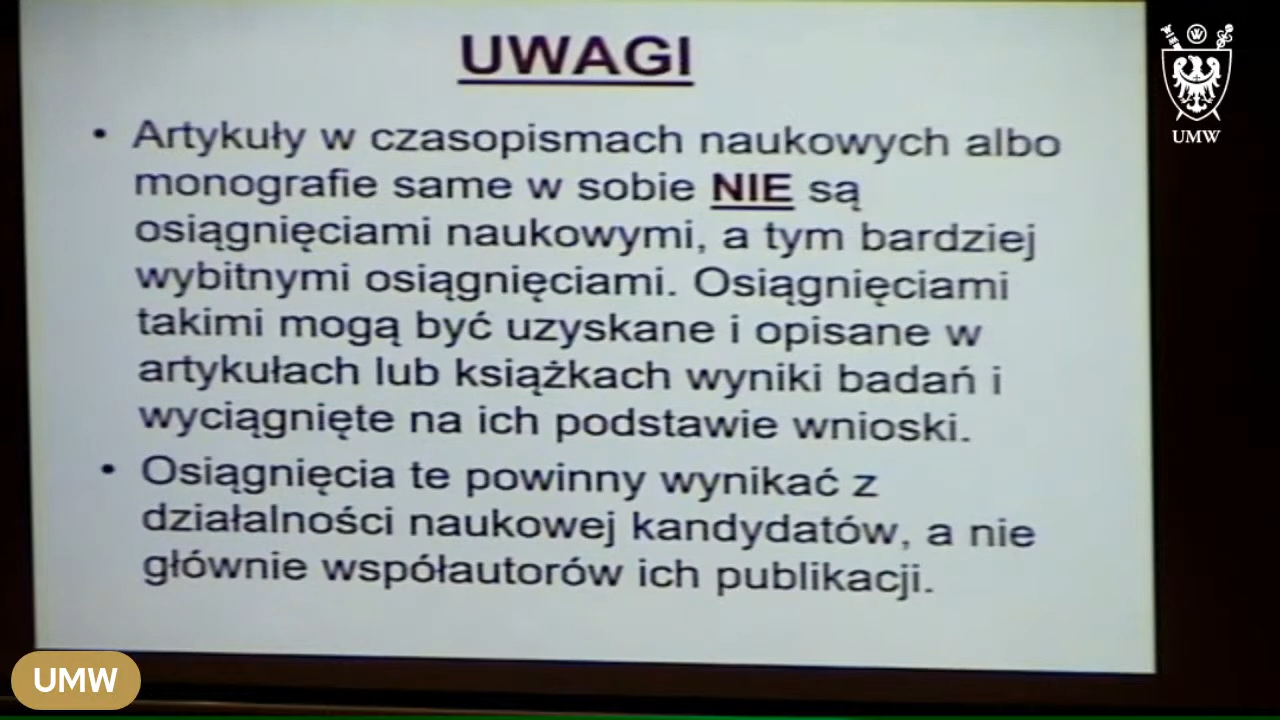 UWAGI
• Artykuły w czasopismach naukowych albo
monografie same w sobie NIE są
osiągnięciami naukowymi, a tym bardziej
wybitnymi osiągnięciami. Osiągnięciami
takimi mogą być uzyskane i opisane w
artykułach lub książkach wyniki badań i
wyciągnięte na ich podstawie wnioski.
• Osiągnięcia te powinny wynikać z
działalności naukowej kandydatów, a nie
głównie współautorów ich publikacji.
W
UMW
UMW